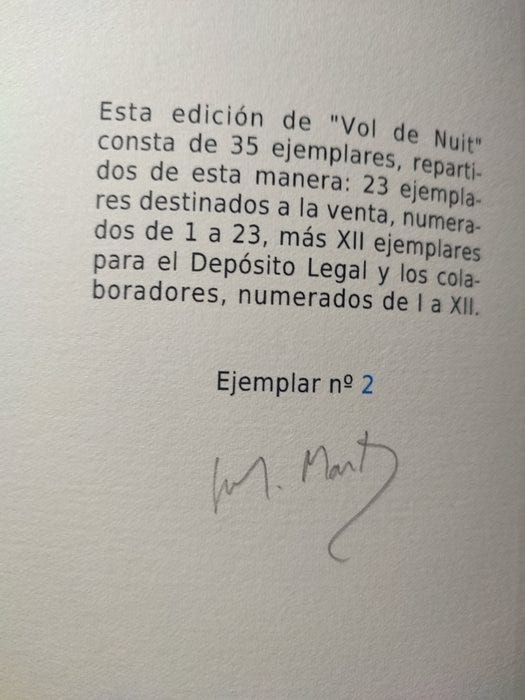 Esta edición de "Vol de Nuit"
consta de 35 ejemplares, reparti-
dos de esta manera: 23 ejempla-
res destinados a la venta, numera-
dos de 1 a 23, más XII ejemplares
para el Depósito Legal y los cola-
boradores, numerados de I a XII.
Ejemplar nº 2